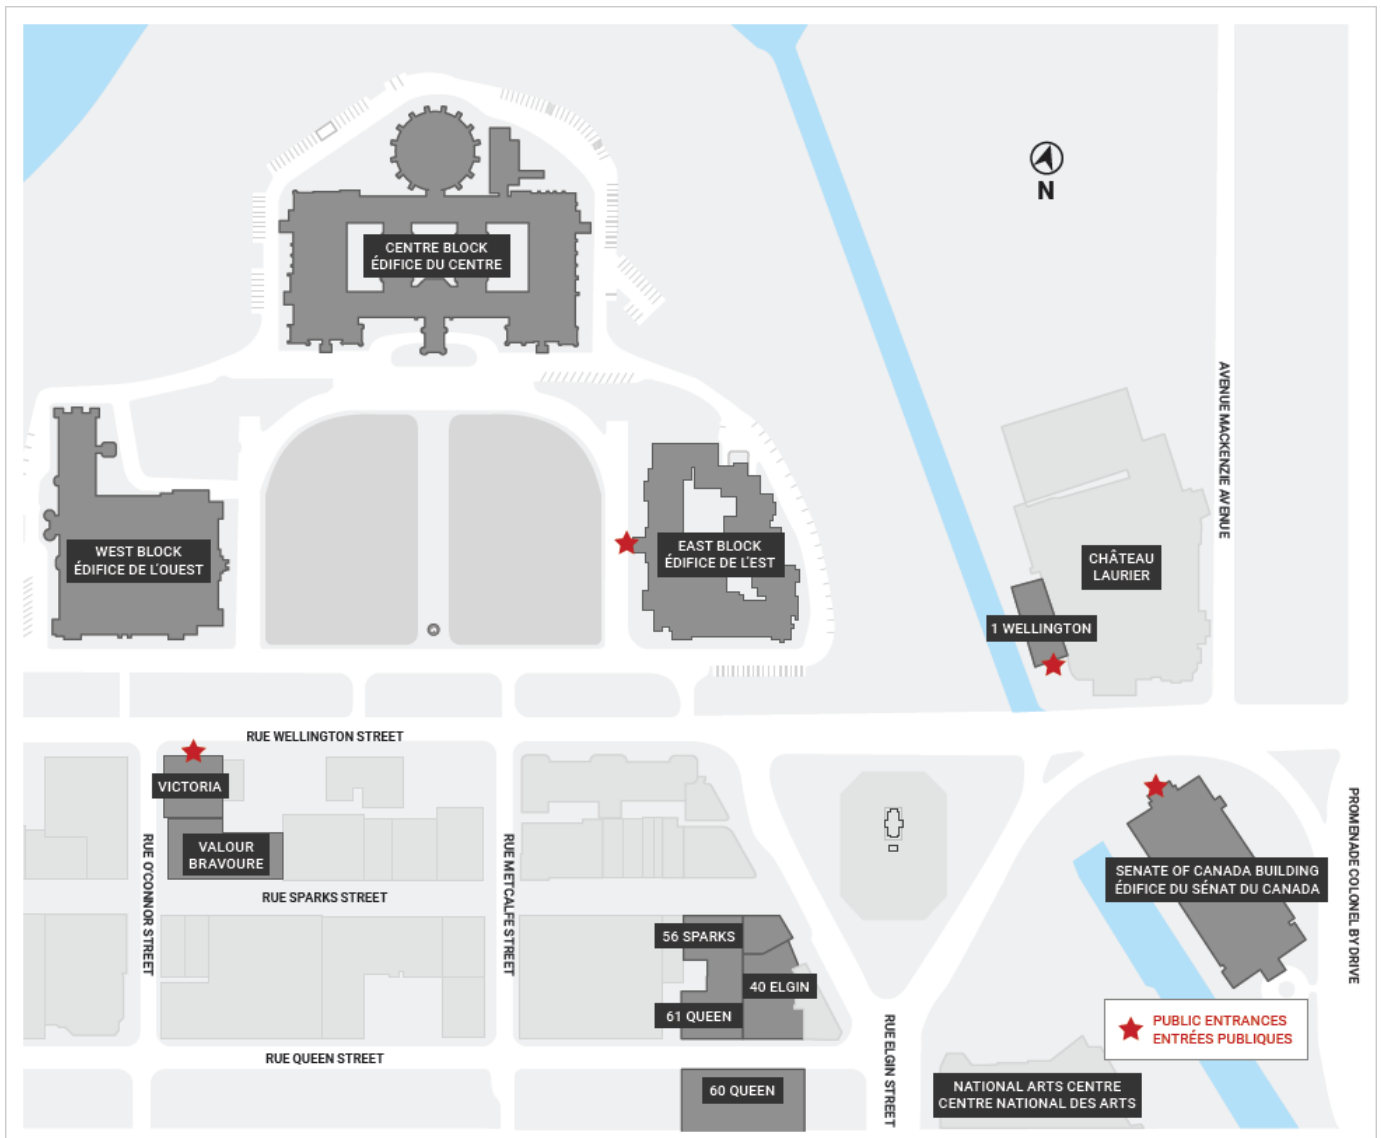 N
CENTRE BLOCK
ÉDIFICE DU CENTRE
AVENUE MACKENZIE AVENUE
WEST BLOCK
ÉDIFICE DE L'OUEST
EAST BLOCK
ÉDIFICE DE L'EST
CHÂTEAU
LAURIER
1 WELLINGTON
RUE WELLINGTON STREET
VICTORIA
VALOUR
BRAVOURE
RUE O'CONNOR STREET
RUE METCALFE STREET
RUE SPARKS STREET
SENATE OF CANADA BUILDING
ÉDIFICE DU SÉNAT DU CANADA
PROMENADE COLONEL BY DRIVE
56 SPARKS
40 ELGIN
61 QUEEN
RUE ELGIN STREET
PUBLIC ENTRANCES
ENTRÉES PUBLIQUES
RUE QUEEN STREET
60 QUEEN
NATIONAL ARTS CENTRE
CENTRE NATIONAL DES ARTS